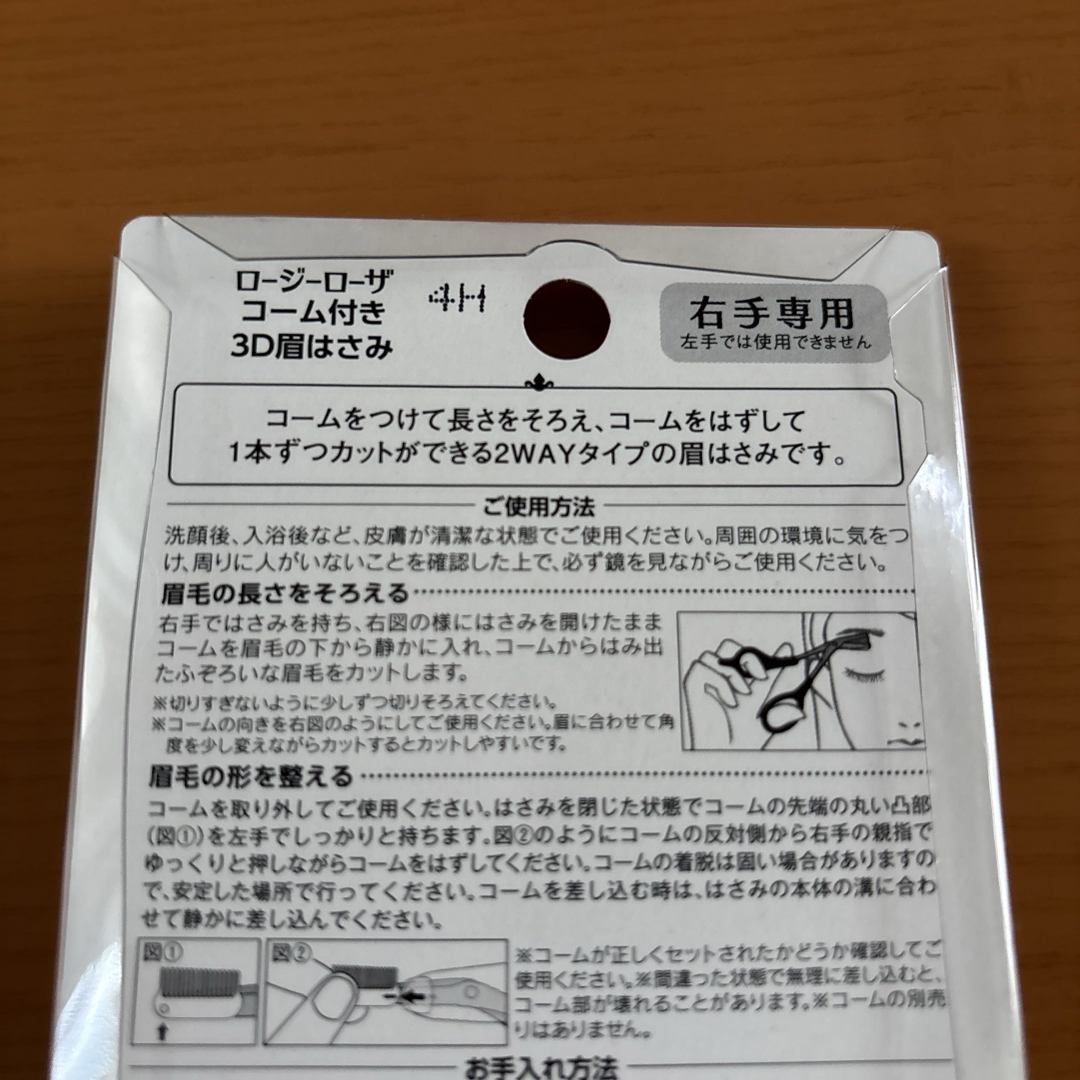 ロージーローザ
コーム付き
3D眉はさみ
4H
右手専用
左手では使用できません
コームをつけて長さをそろえ、コームをはずして
1本ずつカットができる2WAYタイプの眉はさみです。
ご使用方法
洗顔後、入浴後など、皮膚が清潔な状態でご使用ください。周囲の環境に気をつ
け、周りに人がいないことを確認した上で、必ず鏡を見ながらご使用ください。
眉毛の長さをそろえる
右手ではさみを持ち、右図の様にはさみを開けたまま
コームを眉毛の下から静かに入れ、コームからはみ出
たふぞろいな眉毛をカットします。
※切りすぎないように少しずつ切りそろえてください。
※コームの向きを右図のようにしてご使用ください。眉に合わせて角
度を少し変えながらカットするとカットしやすいです。
眉毛の形を整える
コームを取り外してご使用ください。はさみを閉じた状態でコームの先端の丸い凸部
(図①)を左手でしっかりと持ちます。図②のようにコームの反対側から右手の親指で
ゆっくりと押しながらコームをはずしてください。コームの着脱は固い場合がありますの
で、安定した場所で行ってください。コームを差し込む時は、はさみの本体の溝に合わ
せて静かに差し込んでください。
図①
図②
※コームが正しくセットされたかどうか確認してご
使用ください。※間違った状態で無理に差し込むと、
コーム部が壊れることがあります。※コームの別売
りはありません。
お手入れ方法